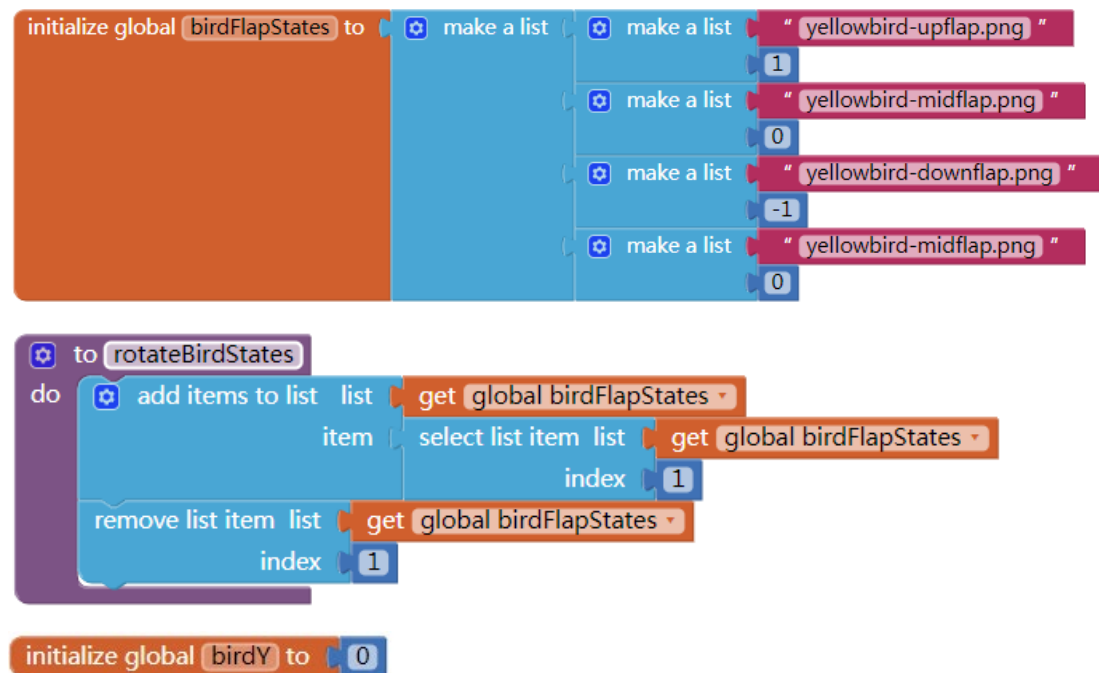 initialize global birdFlapStates to make a list make a list " yellowbird-upflap.png "
1
make a list " yellowbird-midflap.png "
0
make a list " yellowbird-downflap.png "
-1
make a list " yellowbird-midflap.png "
0
to rotateBirdStates
do add items to list list get global birdFlapStates
item select list item list get global birdFlapStates
index 1
remove list item list get global birdFlapStates
index 1
initialize global birdY to 0